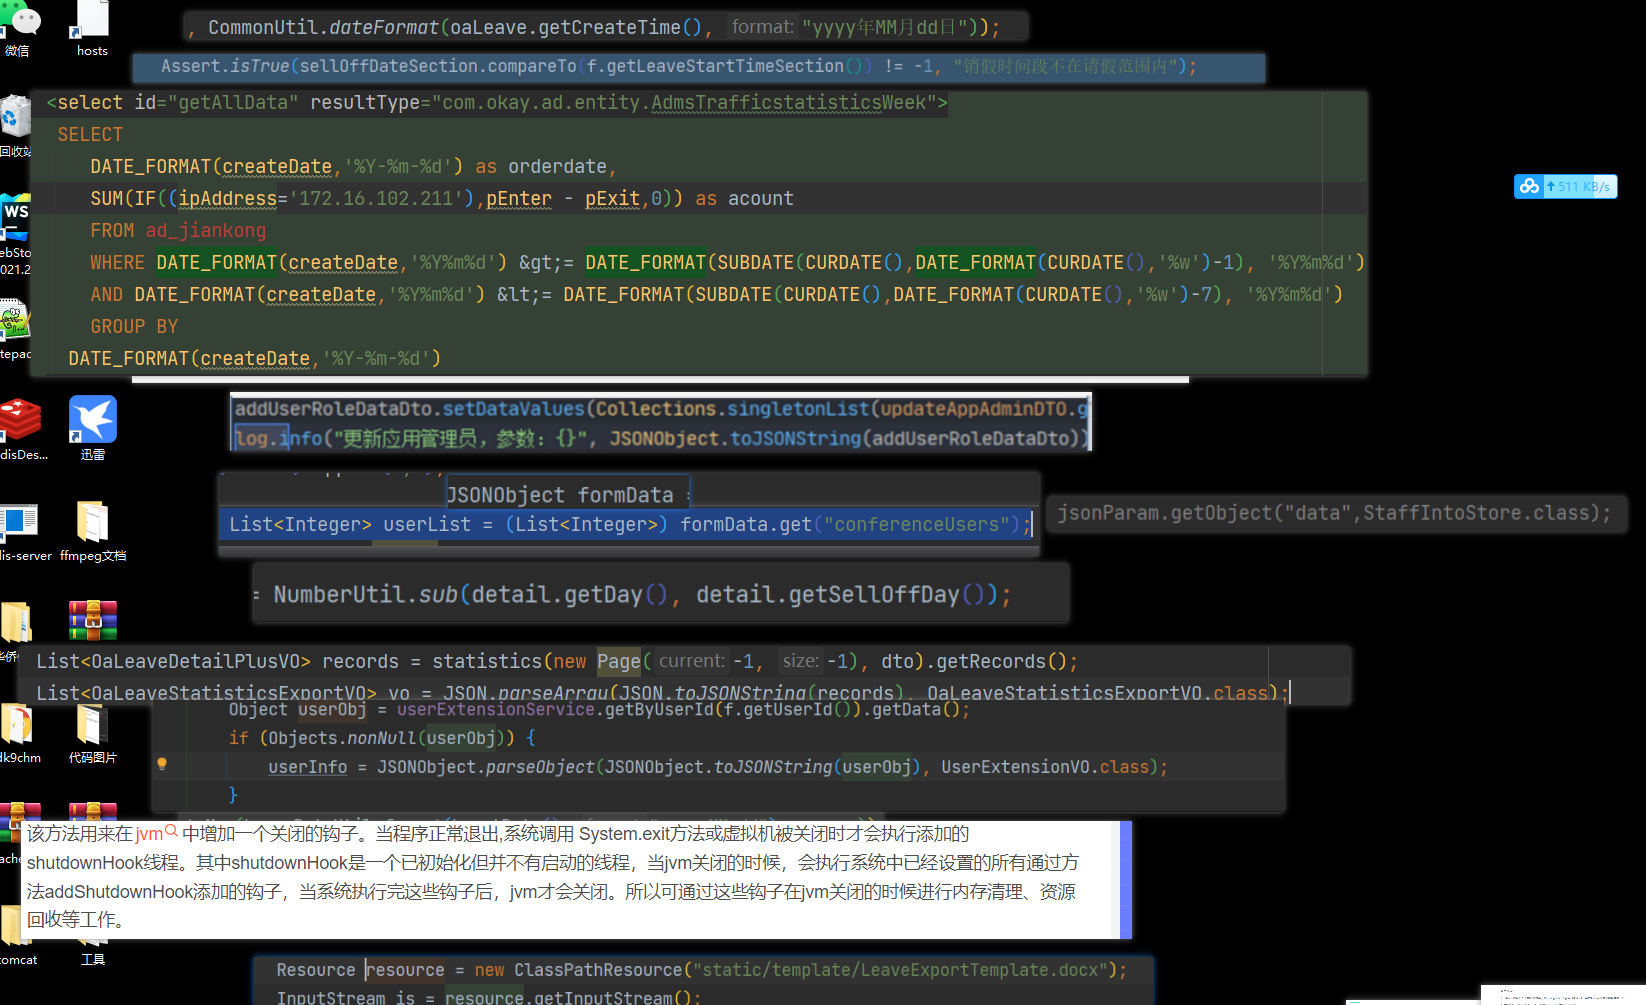 , CommonUtil.dateFormat(oaLeave.getCreateTime(), format: "yyyy年MM月dd日"));
微信
hosts
Assert.isTrue(sellOffDateSection.compareTo(f.getLeaveStartTimeSection()) != -1, "销假时间段不在请假范围内");
<select id="getAllData" resultType="com.okay.ad.entity.AdmsTrafficstatisticsWeek">
SELECT
回收站
DATE_FORMAT(createDate,'%Y-%m-%d') as orderdate,
↑ 511 KB/s
SUM(IF((ipAddress='172.16.102.211'),pEnter - pExit,0)) as acount
WS
FROM ad_jiankong
ebSto
021.2
WHERE DATE_FORMAT(createDate,'%Y%m%d') &gt;= DATE_FORMAT(SUBDATE(CURDATE(),DATE_FORMAT(CURDATE(),'%w')-1), '%Y%m%d')
AND DATE_FORMAT(createDate,'%Y%m%d') &lt;= DATE_FORMAT(SUBDATE(CURDATE(),DATE_FORMAT(CURDATE(),'%w')-7), '%Y%m%d')
GROUP BY
tepac
DATE_FORMAT(createDate,'%Y-%m-%d')
addUserRoleDataDto.setDataValues(Collections.singletonList(updateAppAdminDTO.g
log.info("更新应用管理员，参数：{}", JSONObject.toJSONString(addUserRoleDataDto))
disDes...
迅雷
JSONObject formData =
List<Integer> userList = (List<Integer>) formData.get("conferenceUsers");
jsonParam.getObject("data",StaffIntoStore.class);
lis-server
ffmpeg文档
= NumberUtil.sub(detail.getDay(), detail.getSellOffDay());
List<OaLeaveDetailPlusVO> records = statistics(new Page( current: -1, size: -1), dto).getRecords();
List<OaLeaveStatisticsExportVO> vo = JSON.parseArray(JSON.toJSONString(records), OaLeaveStatisticsExportVO.class);
Object userObj = userExtensionService.getByUserId(f.getUserId()).getData();
if (Objects.nonNull(userObj)) {
dk9chm
代码图片
userInfo = JSONObject.parseObject(JSONObject.toJSONString(userObj), UserExtensionVO.class);
}
该方法用来在jvm中增加一个关闭的钩子。当程序正常退出,系统调用 System.exit方法或虚拟机被关闭时才会执行添加的
shutdownHook线程。其中shutdownHook是一个已初始化但并不有启动的线程，当jvm关闭的时候，会执行系统中已经设置的所有通过方
法addShutdownHook添加的钩子，当系统执行完这些钩子后，jvm才会关闭。所以可通过这些钩子在jvm关闭的时候进行内存清理、资源
回收等工作。
ache
omcat
工具
Resource resource = new ClassPathResource("static/template/LeaveExportTemplate.docx");
InputStream is = resource.getInputStream();